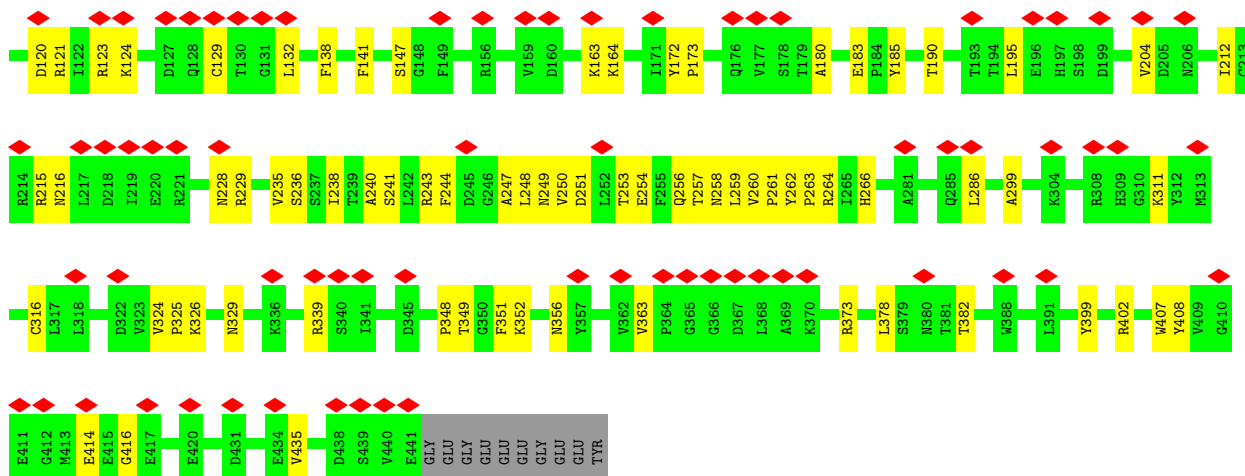 D120 R121 I122 R123 K124 D127 Q128 C129 T130 G131 L132 F138 F141 S147 G148 F149 R156 V159 D160 K163 K164 I171 Y172 P173 Q176 V177 S178 T179 A180 E183 P184 Y185 T190 T193 T194 L195 E196 H197 S198 D199 V204 D205 N206 I212 G213
R214 R215 N216 L217 D218 I219 E220 R221 N228 R229 V235 S236 S237 I238 T239 A240 S241 L242 R243 F244 D245 G246 A247 L248 N249 V250 D251 L252 T253 E254 F255 Q256 T257 N258 L259 V260 P261 Y262 P263 R264 I265 H266 A281 Q285 L286 A299 K304 R308 H309 G310 K311 Y312 M313
C316 L317 L318 D322 V323 V324 P325 K326 N329 K336 R339 S340 I341 D345 P348 T349 G350 F351 K352 N356 Y357 V362 V363 P364 G365 G366 D367 L368 A369 K370 R373 L378 S379 N380 T381 T382 W388 L391 Y399 R402 W407 Y408 V409 G410
E411 G412 M413 E414 E415 G416 E417 E420 D431 E434 V435 D438 S439 V440 E441 GLY GLU GLY GLU GLU GLU GLY GLU GLU TYR